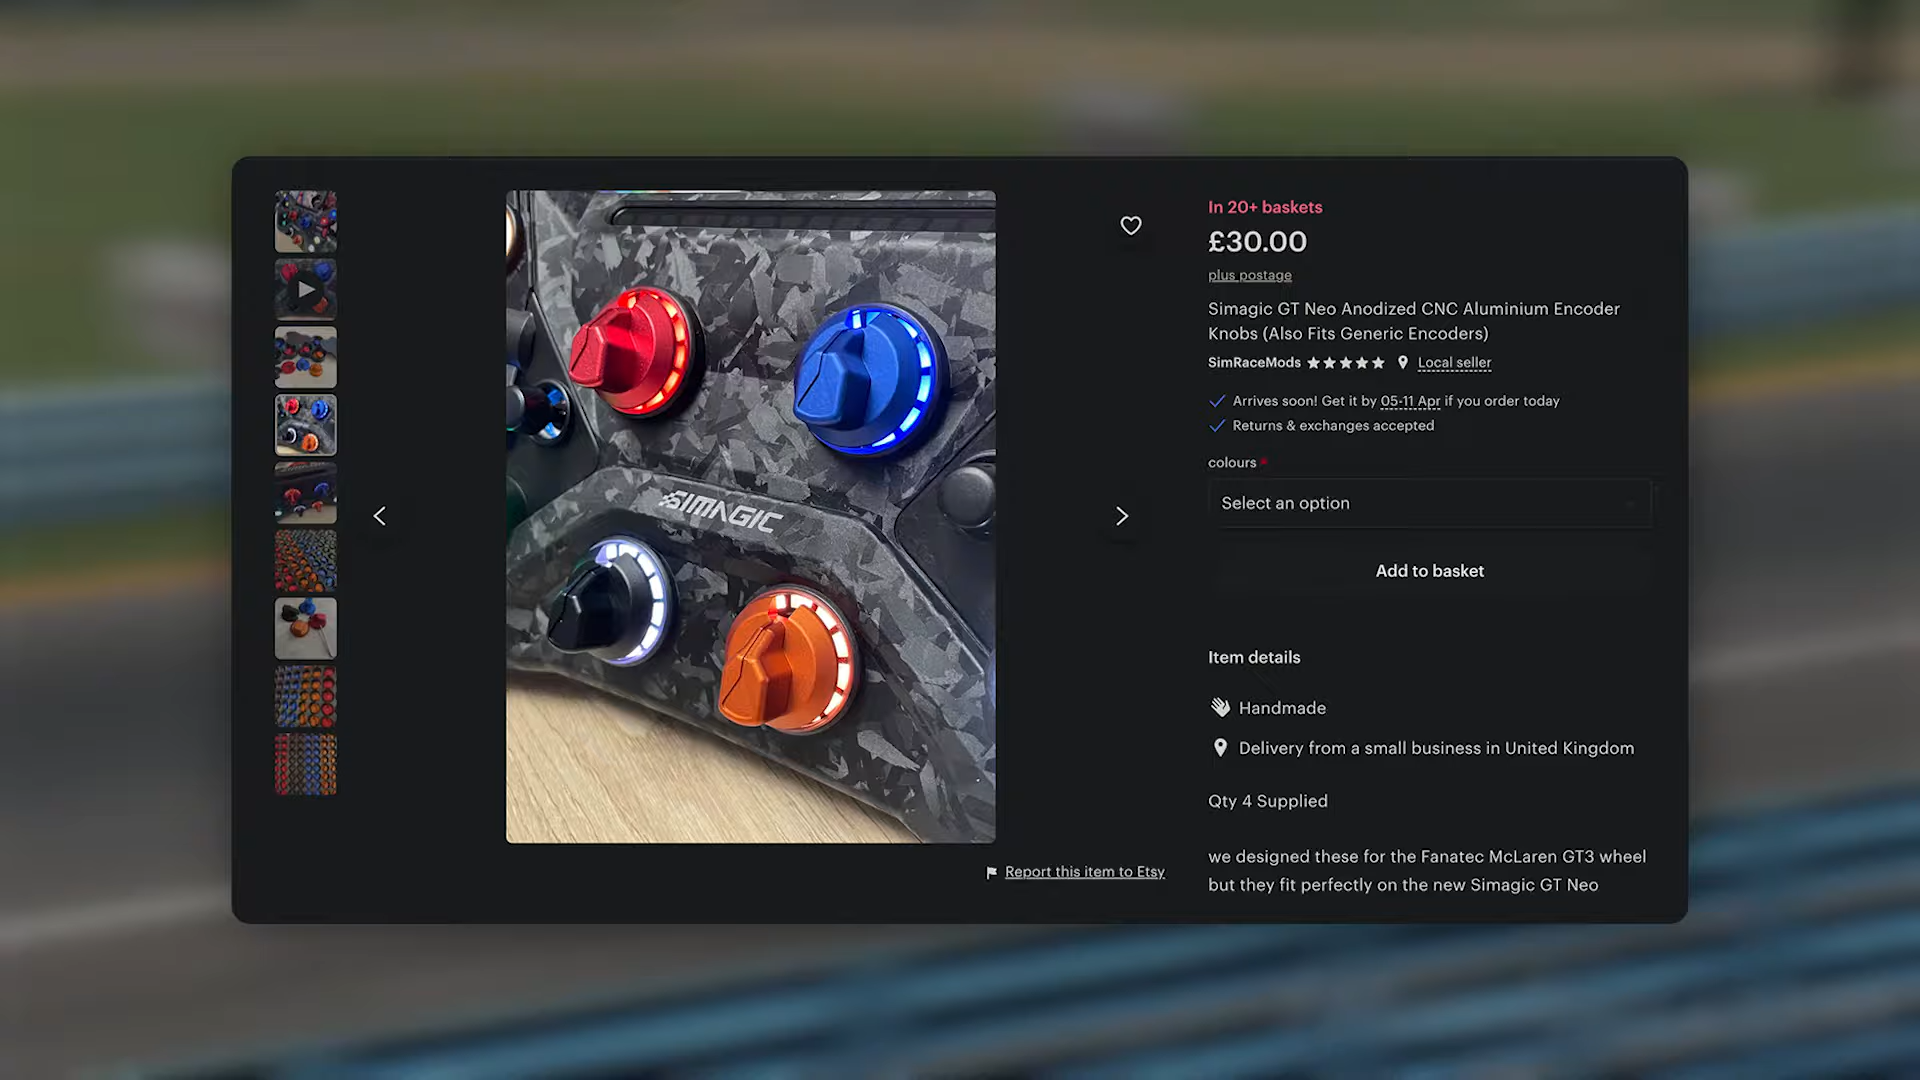 SIMAGIC
In 20+ baskets
£30.00
plus postage
Simagic GT Neo Anodized CNC Aluminium Encoder
Knobs (Also Fits Generic Encoders)
SimRaceMods ★★★★★ Local seller
Arrives soon! Get it by 05-11 Apr if you order today
Returns & exchanges accepted
colours *
Select an option
Add to basket
Item details
Handmade
Delivery from a small business in United Kingdom
Qty 4 Supplied
we designed these for the Fanatec McLaren GT3 wheel
but they fit perfectly on the new Simagic GT Neo
Report this item to Etsy